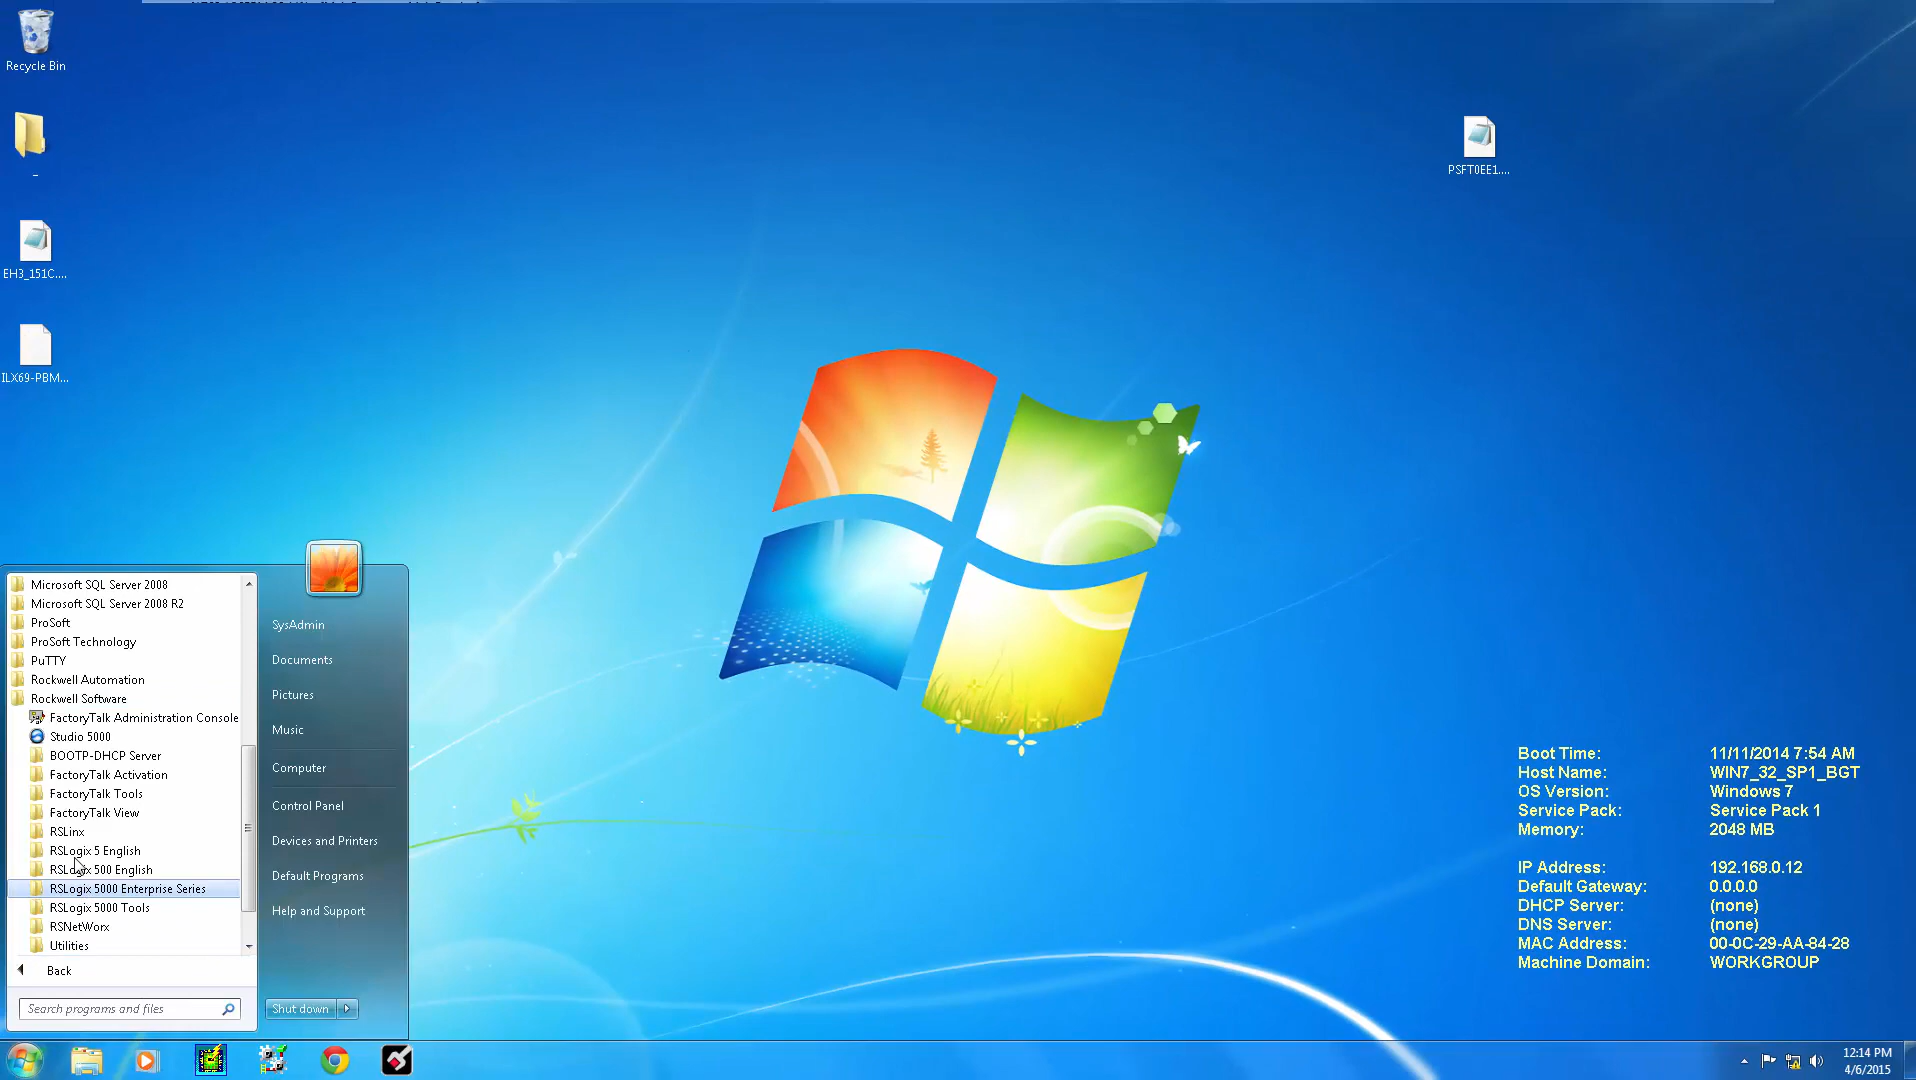 Recycle Bin
_
EH3_151C....
ILX69-PBM...
PSFT0EE1....
Microsoft SQL Server 2008
Microsoft SQL Server 2008 R2
ProSoft
ProSoft Technology
PuTTY
Rockwell Automation
Rockwell Software
FactoryTalk Administration Console
Studio 5000
BOOTP-DHCP Server
FactoryTalk Activation
FactoryTalk Tools
FactoryTalk View
RSLinx
RSLogix 5 English
RSLogix 500 English
RSLogix 5000 Enterprise Series
RSLogix 5000 Tools
RSNetWorx
Utilities
Back
Search programs and files
SysAdmin
Documents
Pictures
Music
Computer
Control Panel
Devices and Printers
Default Programs
Help and Support
Shut down
Boot Time: 11/11/2014 7:54 AM
Host Name: WIN7_32_SP1_BGT
OS Version: Windows 7
Service Pack: Service Pack 1
Memory: 2048 MB
IP Address: 192.168.0.12
Default Gateway: 0.0.0.0
DHCP Server: (none)
DNS Server: (none)
MAC Address: 00-0C-29-AA-84-28
Machine Domain: WORKGROUP
12:14 PM
4/6/2015